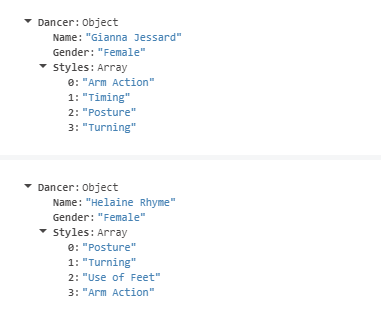 Dancer: Object
Name: "Gianna Jessard"
Gender: "Female"
Styles: Array
0: "Arm Action"
1: "Timing"
2: "Posture"
3: "Turning"
Dancer: Object
Name: "Helaine Rhyme"
Gender: "Female"
Styles: Array
0: "Posture"
1: "Turning"
2: "Use of Feet"
3: "Arm Action"